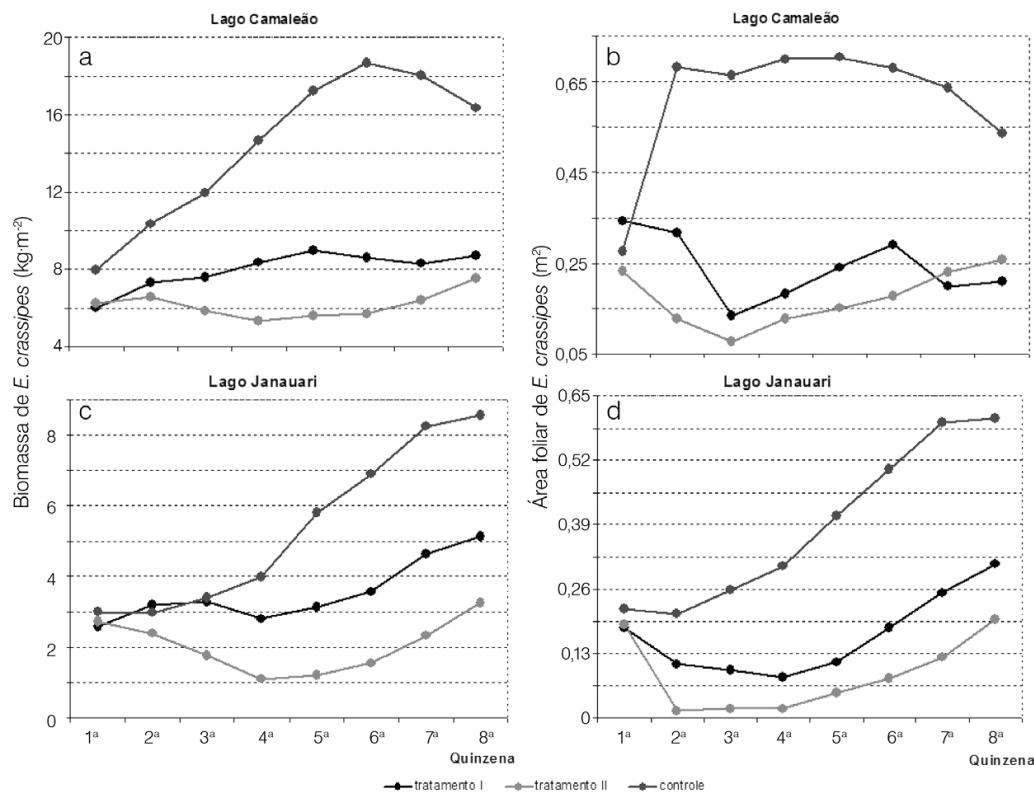 Lago Camaleão
a
20
16
12
8
6
4
Lago Camaleão
b
0,65
0,45
0,25
0,05
Biomassa de E. crassipes (kg·m-²)
Área foliar de E. crassipes (m²)
Lago Janauari
c
8
6
4
2
0
1ª 2ª 3ª 4ª 5ª 6ª 7ª 8ª
Quinzena
Lago Janauari
d
0,65
0,52
0,39
0,26
0,13
0
1ª 2ª 3ª 4ª 5ª 6ª 7ª 8ª
Quinzena
tratamento I tratamento II controle